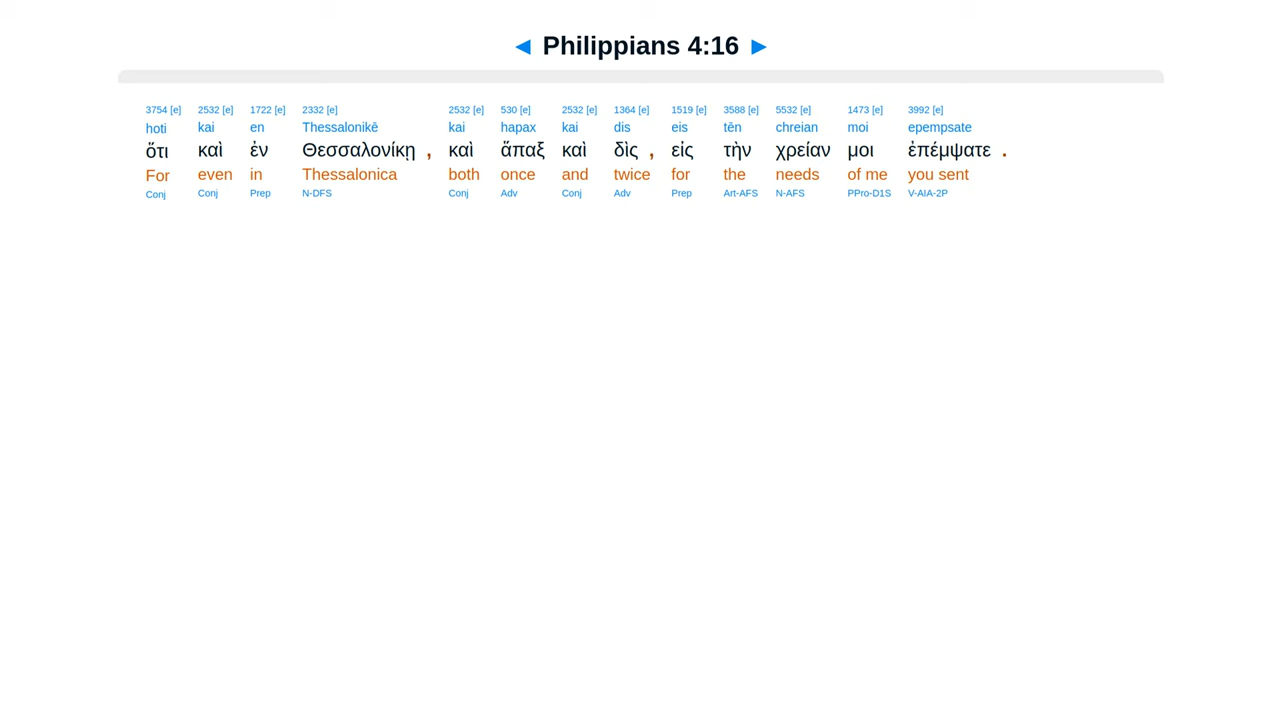 ◄ Philippians 4:16 ►
3754 [e] 2532 [e] 1722 [e] 2332 [e] 2532 [e] 530 [e] 2532 [e] 1364 [e] 1519 [e] 3588 [e] 5532 [e] 1473 [e] 3992 [e]
hoti kai en Thessalonikē kai hapax kai dis eis tēn chreian moi epempsate
ὅτι καὶ ἐν Θεσσαλονίκῃ , καὶ ἅπαξ καὶ δὶς , εἰς τὴν χρείαν μοι ἐπέμψατε .
For even in Thessalonica both once and twice for the needs of me you sent
Conj Conj Prep N-DFS Conj Adv Conj Adv Prep Art-AFS N-AFS PPro-D1S V-AIA-2P